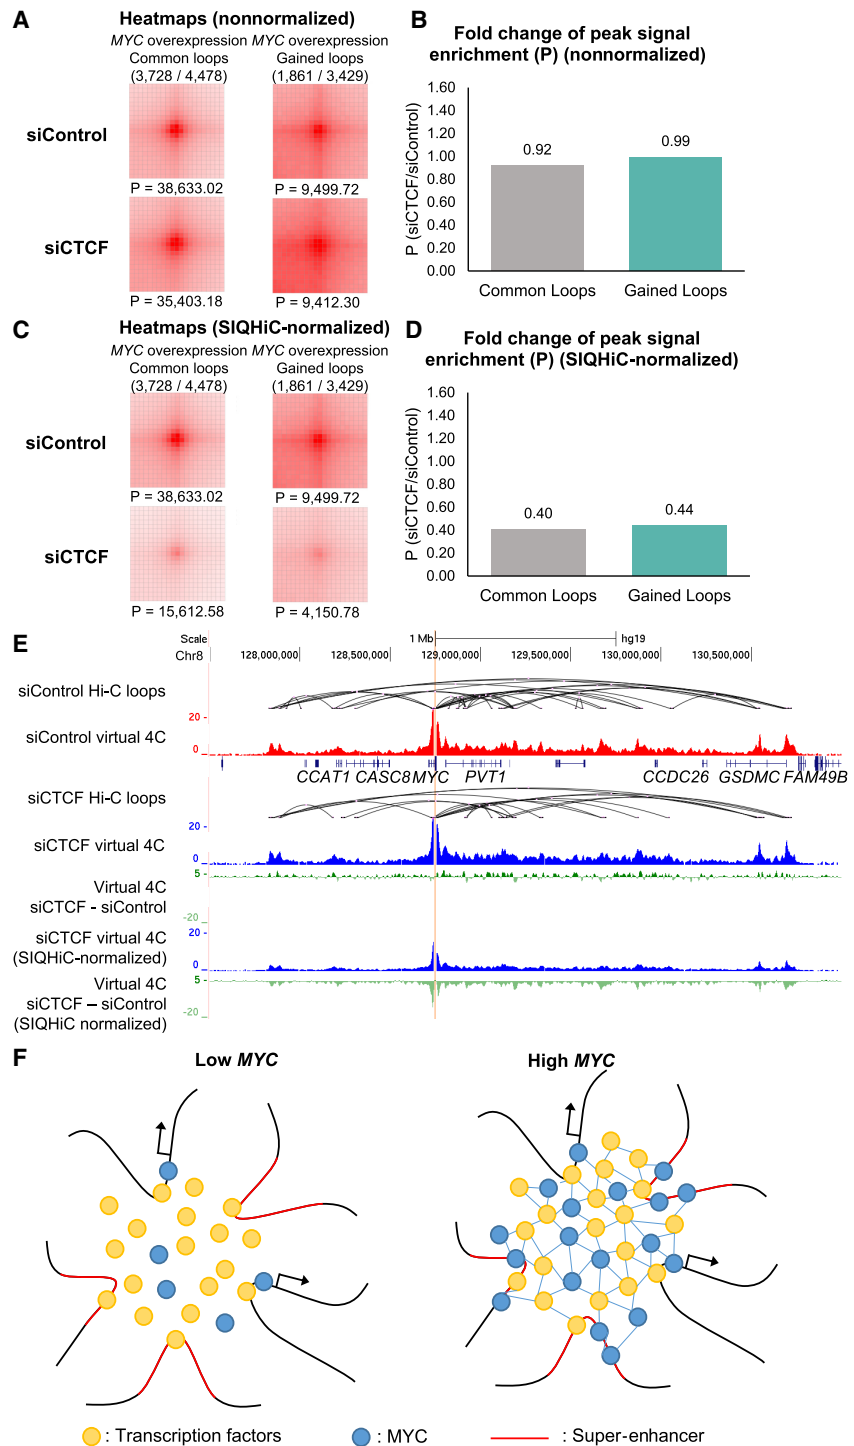 A
Heatmaps (nonnormalized)
MYC overexpression MYC overexpression
Common loops Gained loops
(3,728 / 4,478) (1,861 / 3,429)
siControl
P = 38,633.02 P = 9,499.72
siCTCF
P = 35,403.18 P = 9,412.30
B
Fold change of peak signal
enrichment (P) (nonnormalized)
P (siCTCF/siControl)
1.60
1.40
1.20
1.00
0.80
0.60
0.40
0.20
0.00
0.92
0.99
Common Loops Gained Loops
C
Heatmaps (SIQHiC-normalized)
MYC overexpression MYC overexpression
Common loops Gained loops
(3,728 / 4,478) (1,861 / 3,429)
siControl
P = 38,633.02 P = 9,499.72
siCTCF
P = 15,612.58 P = 4,150.78
D
Fold change of peak signal
enrichment (P) (SIQHiC-normalized)
P (siCTCF/siControl)
1.60
1.40
1.20
1.00
0.80
0.60
0.40
0.20
0.00
0.40
0.44
Common Loops Gained Loops
E
Scale 1 Mb hg19
Chr8 128,000,000 128,500,000 129,000,000 129,500,000 130,000,000 130,500,000
siControl Hi-C loops
20
siControl virtual 4C
0
CCAT1 CASC8 MYC PVT1 CCDC26 GSDMC FAM49B
siCTCF Hi-C loops
20
siCTCF virtual 4C
0
5
Virtual 4C
siCTCF - siControl
-20
siCTCF virtual 4C
20
(SIQHiC-normalized)
0
Virtual 4C
5
siCTCF – siControl
(SIQHiC normalized)
-20
F
Low MYC High MYC
: Transcription factors : MYC : Super-enhancer